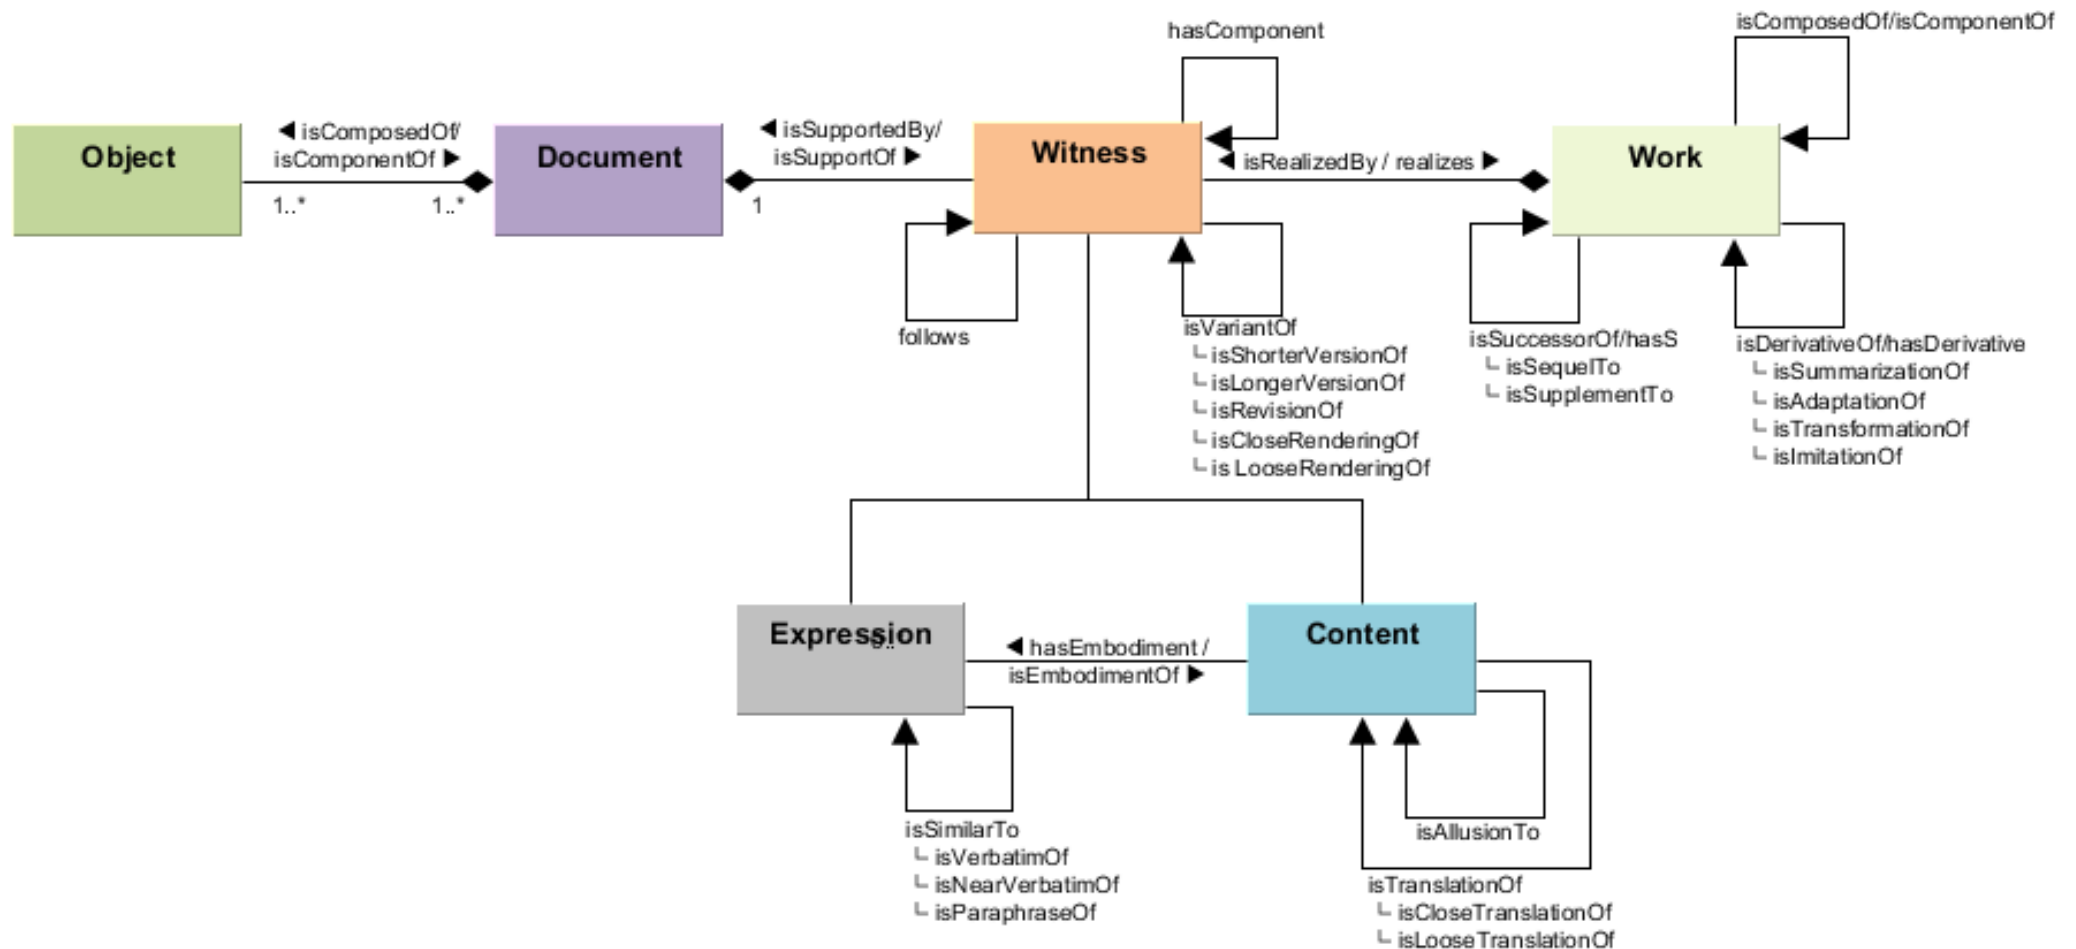 hasComponent
isComposedOf/isComponentOf
Object
◄ isComposedOf/
isComponentOf ►
1..*
1..*
Document
◄ isSupportedBy/
isSupportOf ►
1
Witness
◄ isRealizedBy / realizes ►
Work
follows
isVariantOf
isShorterVersionOf
isLongerVersionOf
isRevisionOf
isCloseRenderingOf
is LooseRenderingOf
isSuccessorOf/hasS
isSequelTo
isSupplementTo
isDerivativeOf/hasDerivative
isSummarizationOf
isAdaptationOf
isTransformationOf
isImitationOf
Expression
◄ hasEmbodiment /
isEmbodimentOf ►
Content
isSimilarTo
isVerbatimOf
isNearVerbatimOf
isParaphraseOf
isAllusionTo
isTranslationOf
isCloseTranslationOf
isLooseTranslationOf